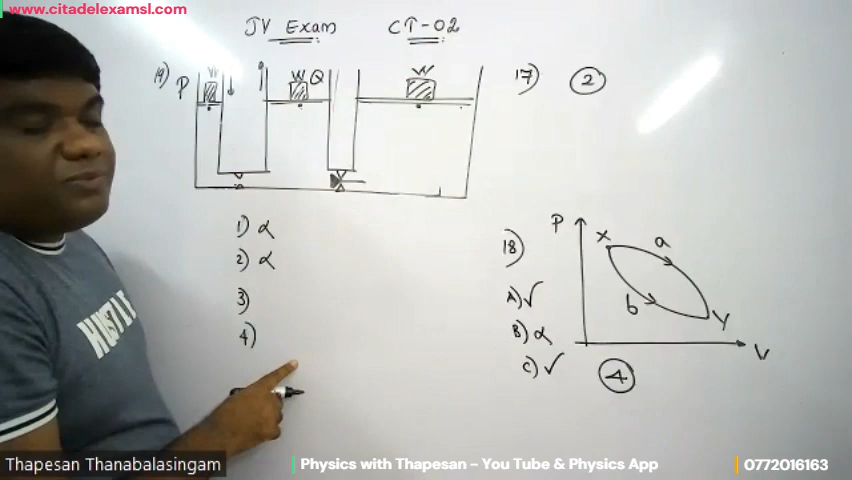 www.citadelexamsl.com
JV Exam CT-02
19) P W W Q W
1) α
2) α
3)
4)
17) 2
18)
P X a
b Y
V
A) ✓
B) α
C) ✓
4
HUSTLE
Thapesan Thanabalasingam
Physics with Thapesan - You Tube & Physics App
0772016163